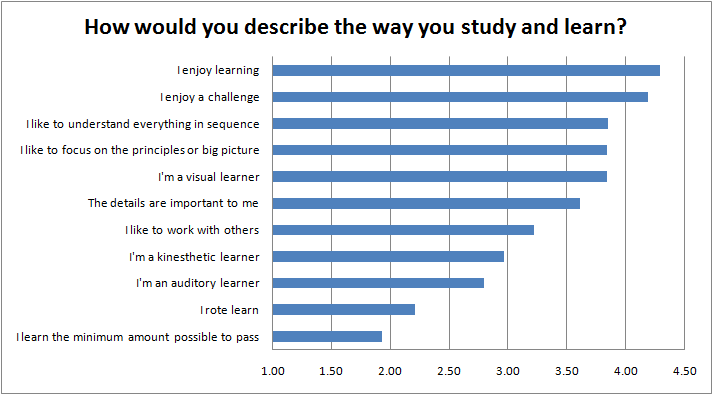 How would you describe the way you study and learn?
I enjoy learning
I enjoy a challenge
I like to understand everything in sequence
I like to focus on the principles or big picture
I'm a visual learner
The details are important to me
I like to work with others
I'm a kinesthetic learner
I'm an auditory learner
I rote learn
I learn the minimum amount possible to pass
1.00 1.50 2.00 2.50 3.00 3.50 4.00 4.50